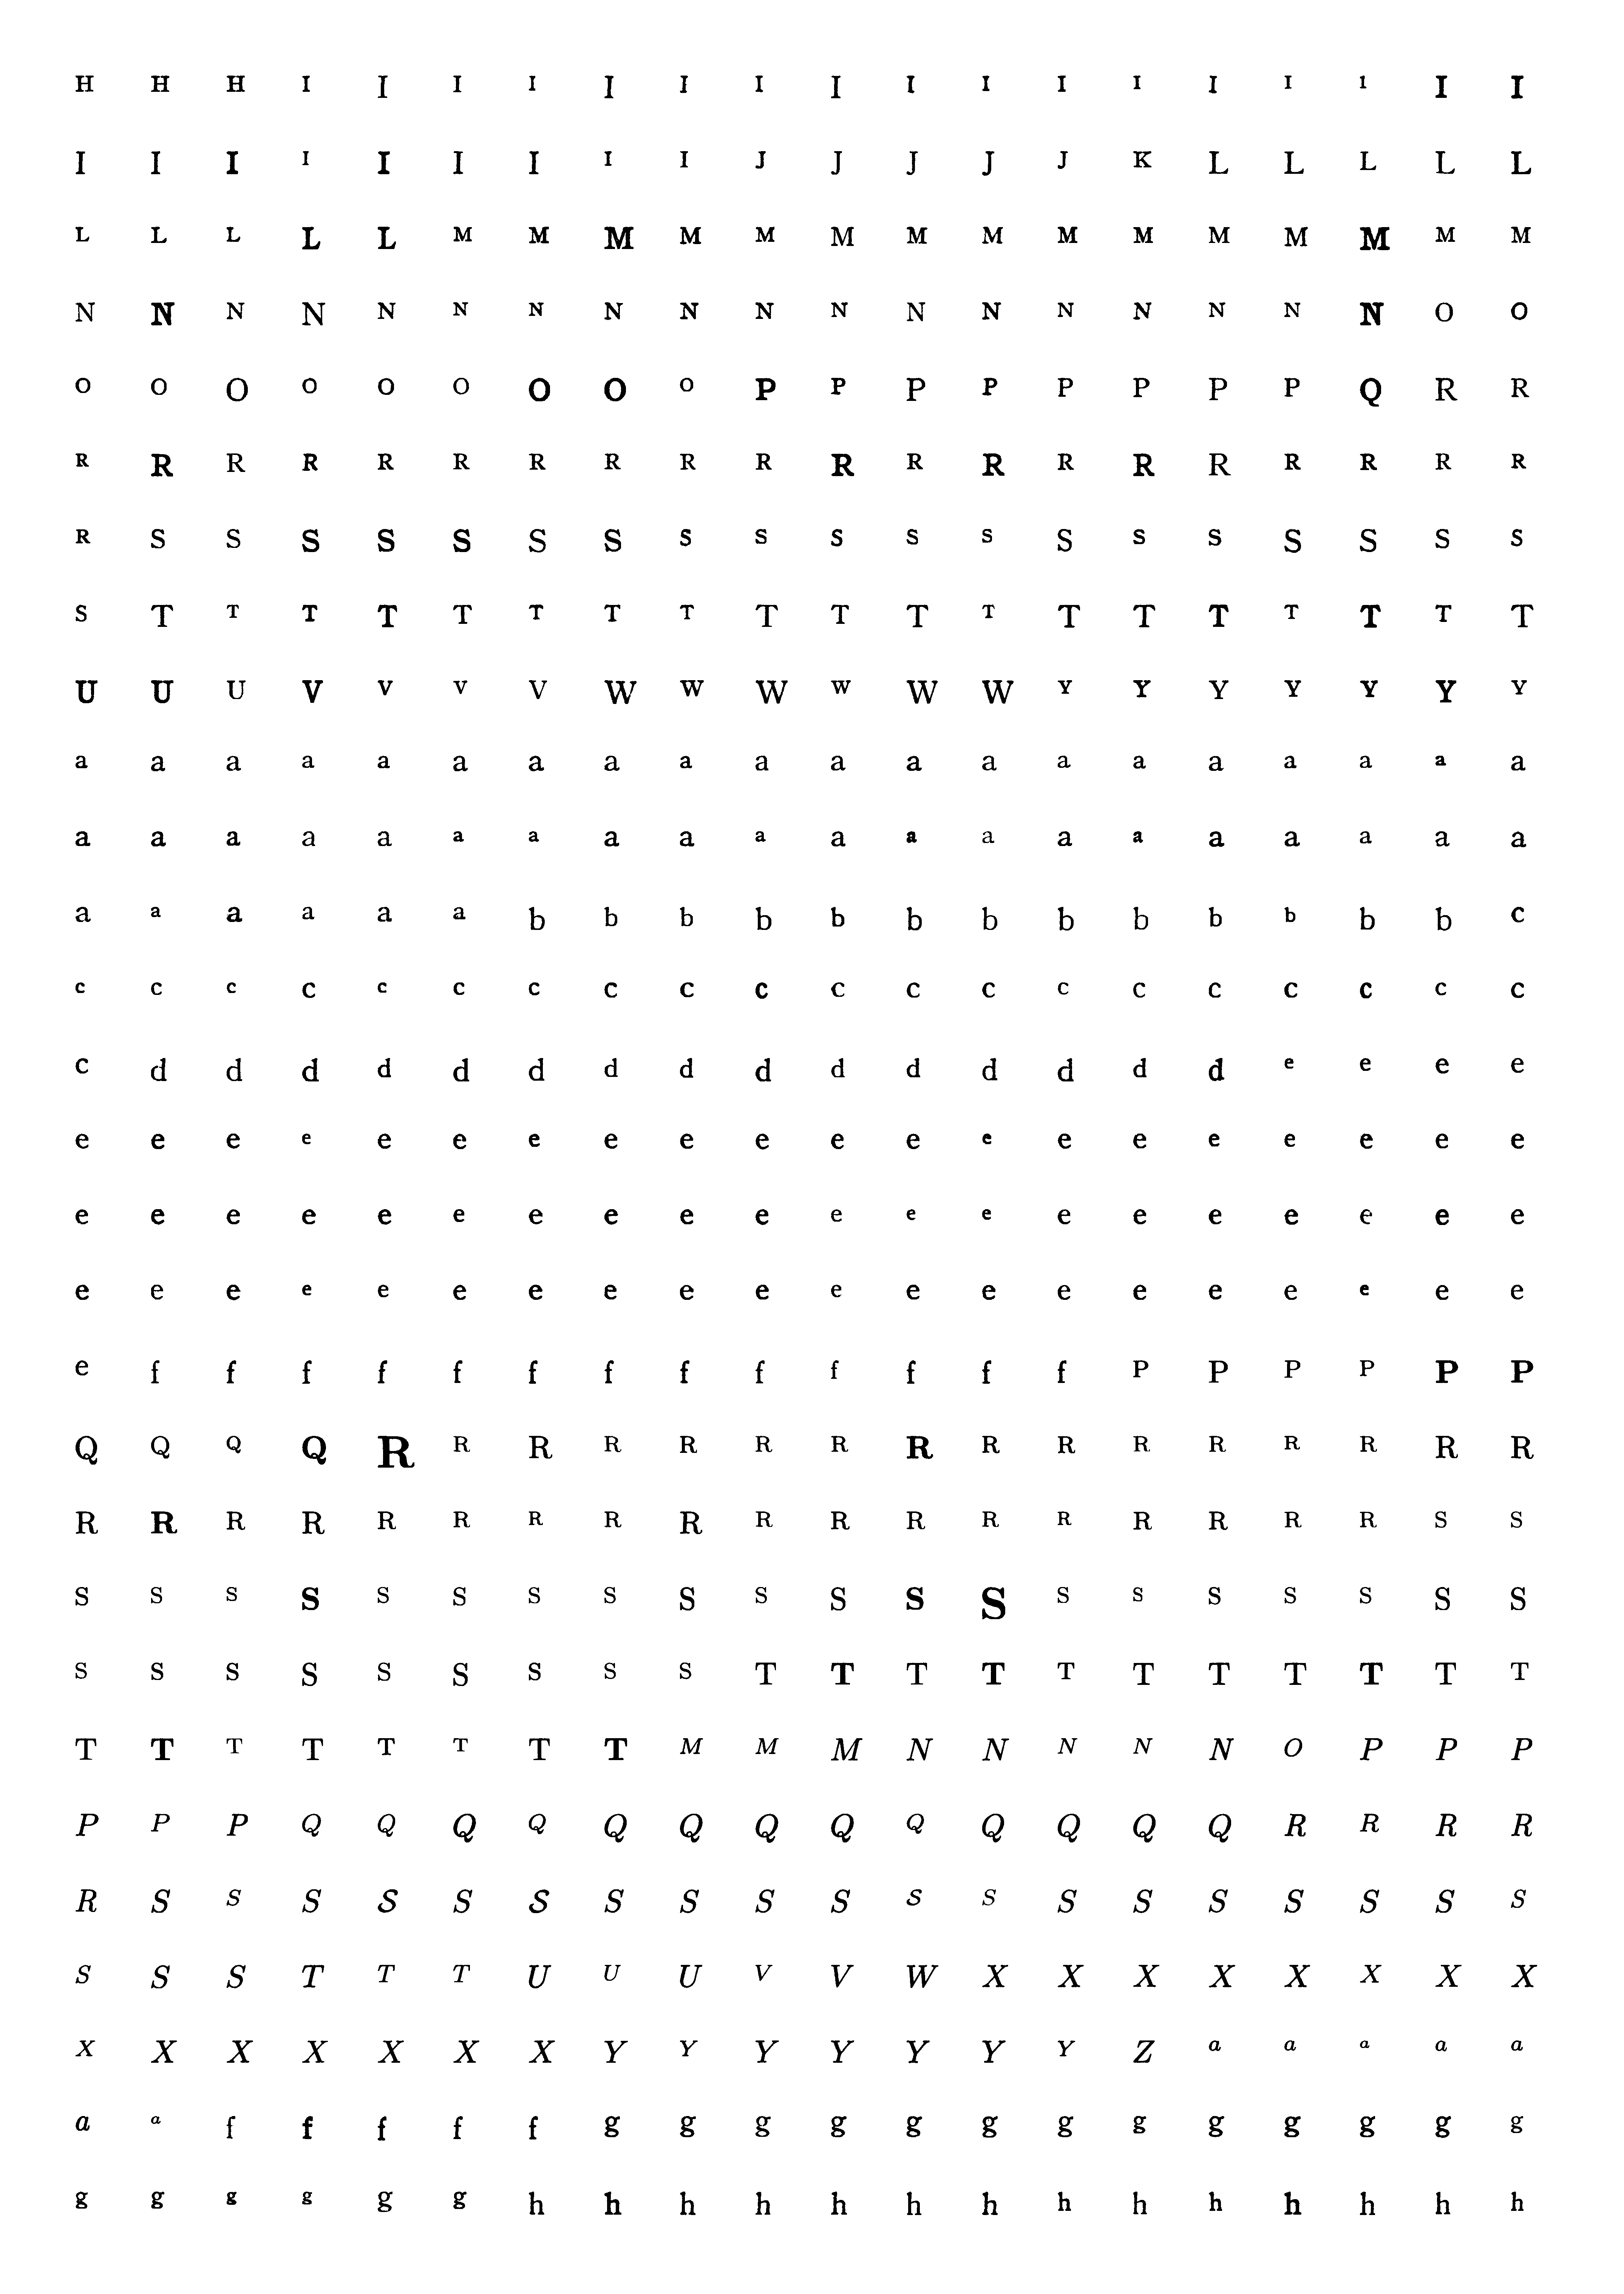 H H H I I I I I I I I I I I I I I I I I
I I I I I I I I I J J J J J K L L L L L
L L L L L M M M M M M M M M M M M M M M
N N N N N N N N N N N N N N N N N N O O
O O O O O O O O O P P P P P P P P Q R R
R R R R R R R R R R R R R R R R R R R R
R S S S S S S S S S S S S S S S S S S S
S T T T T T T T T T T T T T T T T T T T
U U U V V V V W W W W W W Y Y Y Y Y Y Y
a a a a a a a a a a a a a a a a a a a a
a a a a a a a a a a a a a a a a a a a a
a a a a a a b b b b b b b b b b b b b c
c c c c c c c c c c c c c c c c c c c c
c d d d d d d d d d d d d d d d e e e e
e e e e e e e e e e e e e e e e e e e e
e e e e e e e e e e e e e e e e e e e e
e e e e e e e e e e e e e e e e e e e e
e f f f f f f f f f f f f f P P P P P P
Q Q Q Q R R R R R R R R R R R R R R R R
R R R R R R R R R R R R R R R R R R S S
S S S S S S S S S S S S S S S S S S S S
S S S S S S S S S T T T T T T T T T T T
T T T T T T T T M M M N N N N N O P P P
P P P Q Q Q Q Q Q Q Q Q Q Q Q Q R R R R
R S S S S S S S S S S S S S S S S S S S
S S S T T T U U U V V W X X X X X X X X
X X X X X X X Y Y Y Y Y Y Y Z a a a a a
a a f f f f f g g g g g g g g g g g g g
g g g g g g h h h h h h h h h h h h h h